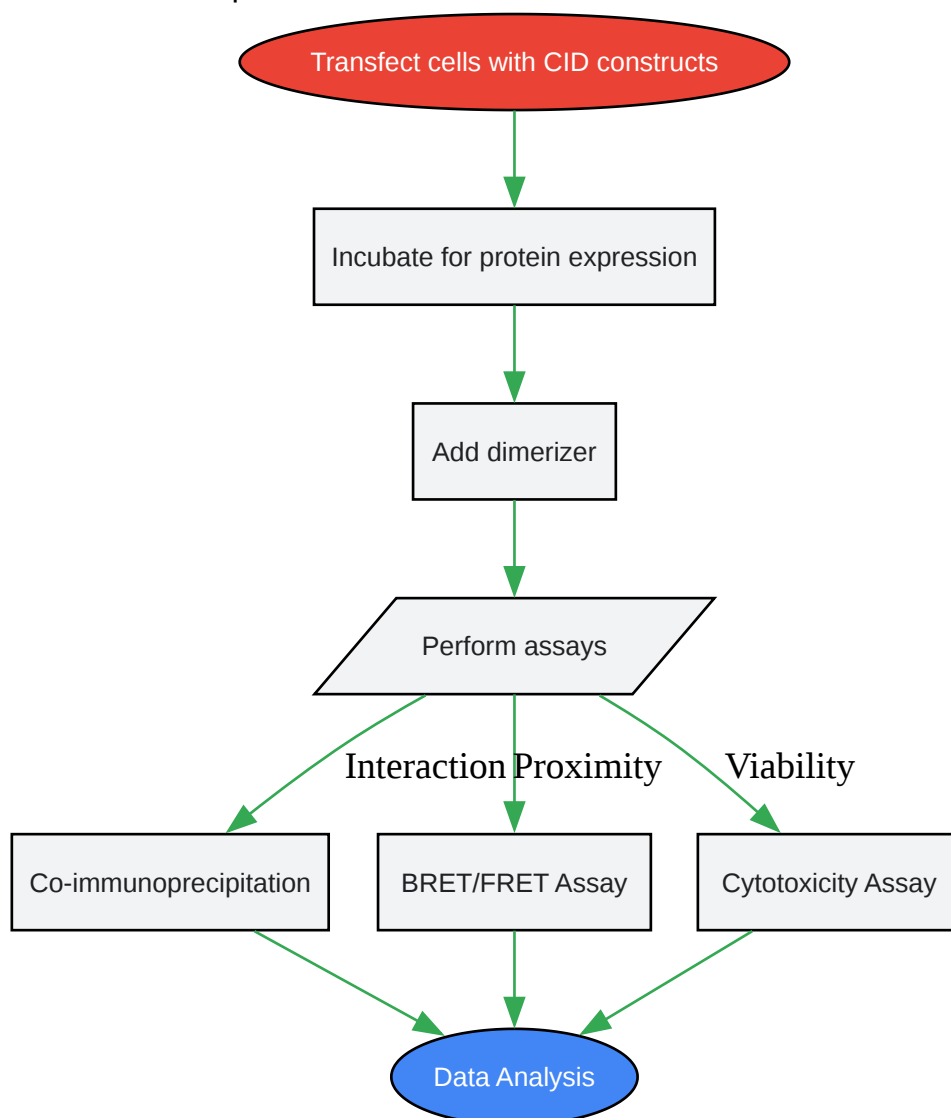 Transfect cells with CID constructs
Incubate for protein expression
Add dimerizer
Perform assays
Interaction
Proximity
Viability
Co-immunoprecipitation
BRET/FRET Assay
Cytotoxicity Assay
Data Analysis